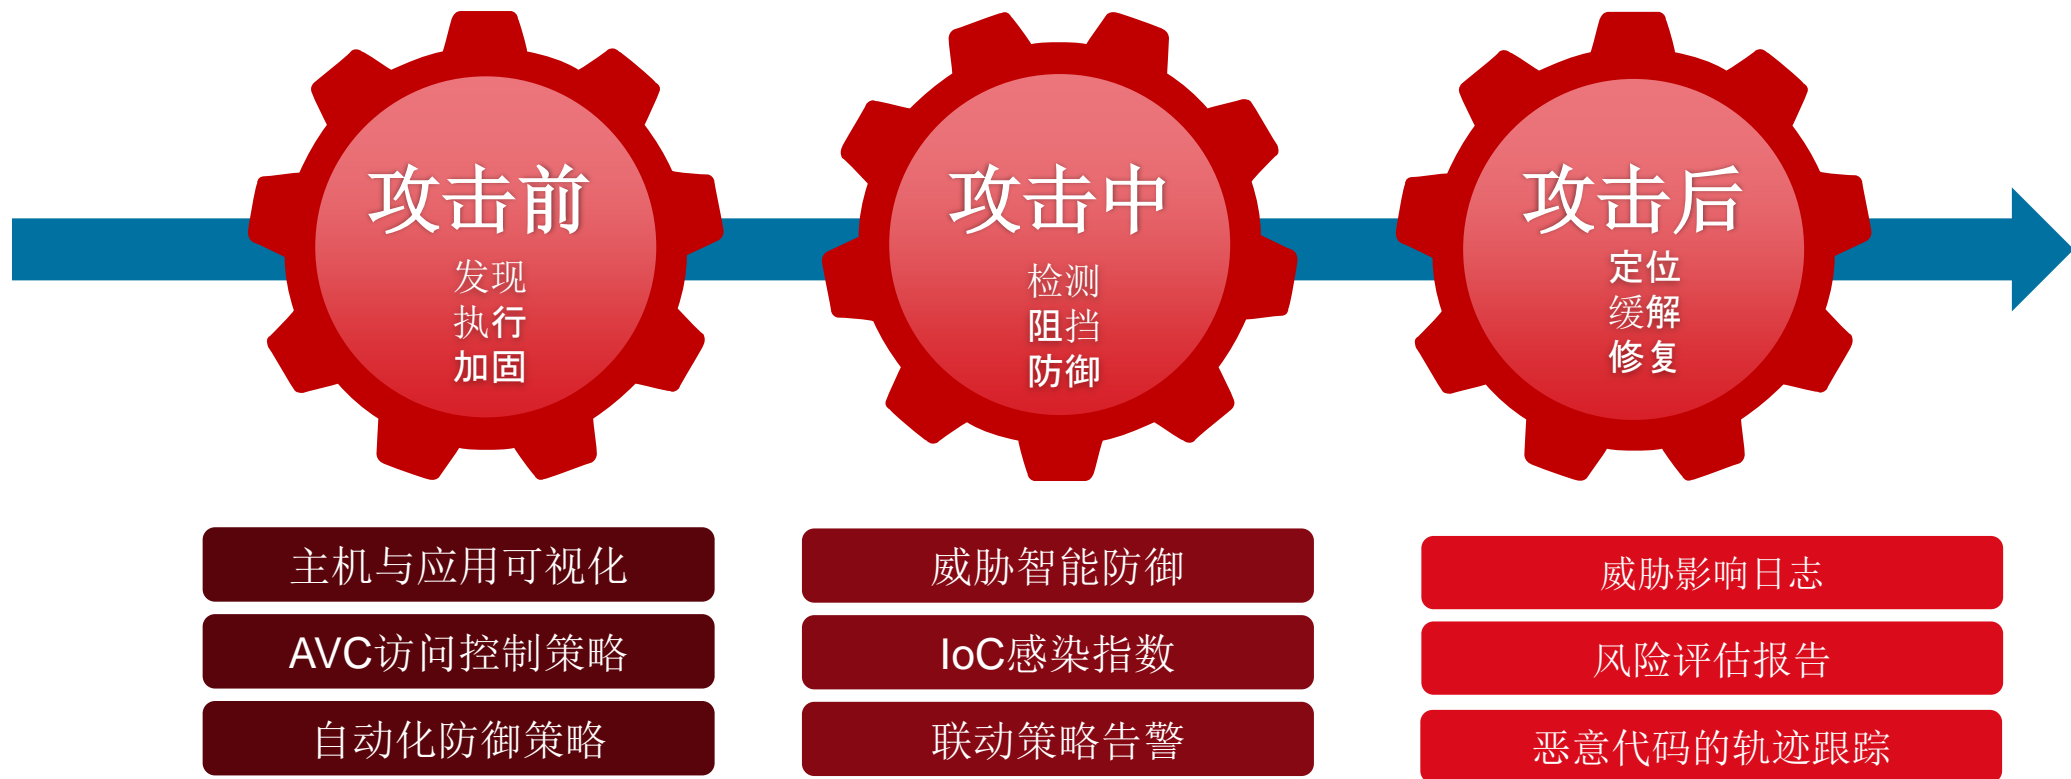 攻击前
发现
执行
加固
攻击中
检测
阻挡
防御
攻击后
定位
缓解
修复
主机与应用可视化
AVC访问控制策略
自动化防御策略
威胁智能防御
IoC感染指数
联动策略告警
威胁影响日志
风险评估报告
恶意代码的轨迹跟踪